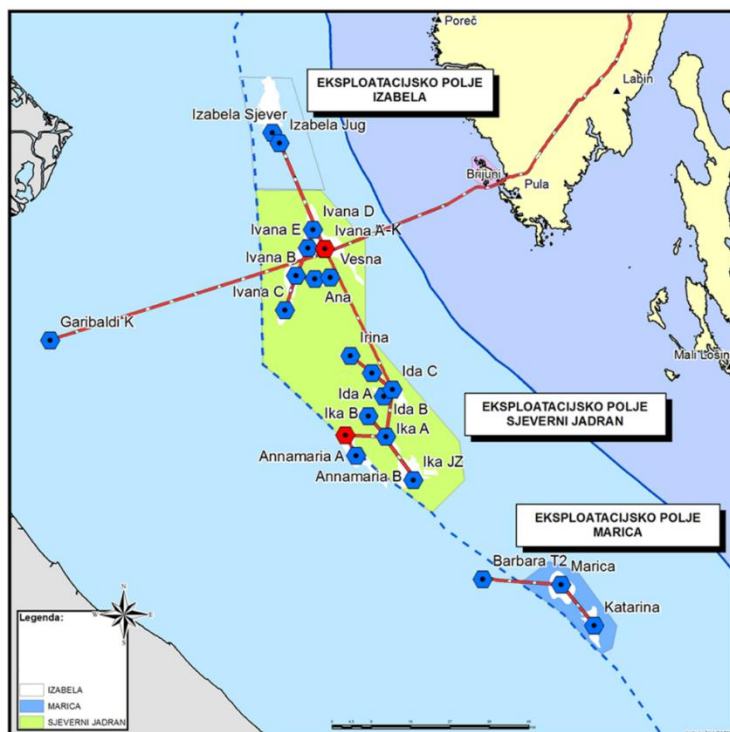 Poreč
EKSPLOATACIJSKO POLJE
IZABELA
Labin
Izabela Sjever
Izabela Jug
Brijuni
Pula
Ivana D
Ivana E
Ivana A-K
Ivana B
Vesna
Ivana C
Ana
Garibaldi K
Irina
Mali Lošinj
Ida C
Ida A
Ida B
EKSPLOATACIJSKO POLJE
SJEVERNI JADRAN
Ika B
Ika A
Annamaria A
Ika JZ
Annamaria B
EKSPLOATACIJSKO POLJE
MARICA
Barbara T2
Marica
Katarina
N
W
E
S
Legenda:
IZABELA
MARICA
SJEVERNI JADRAN